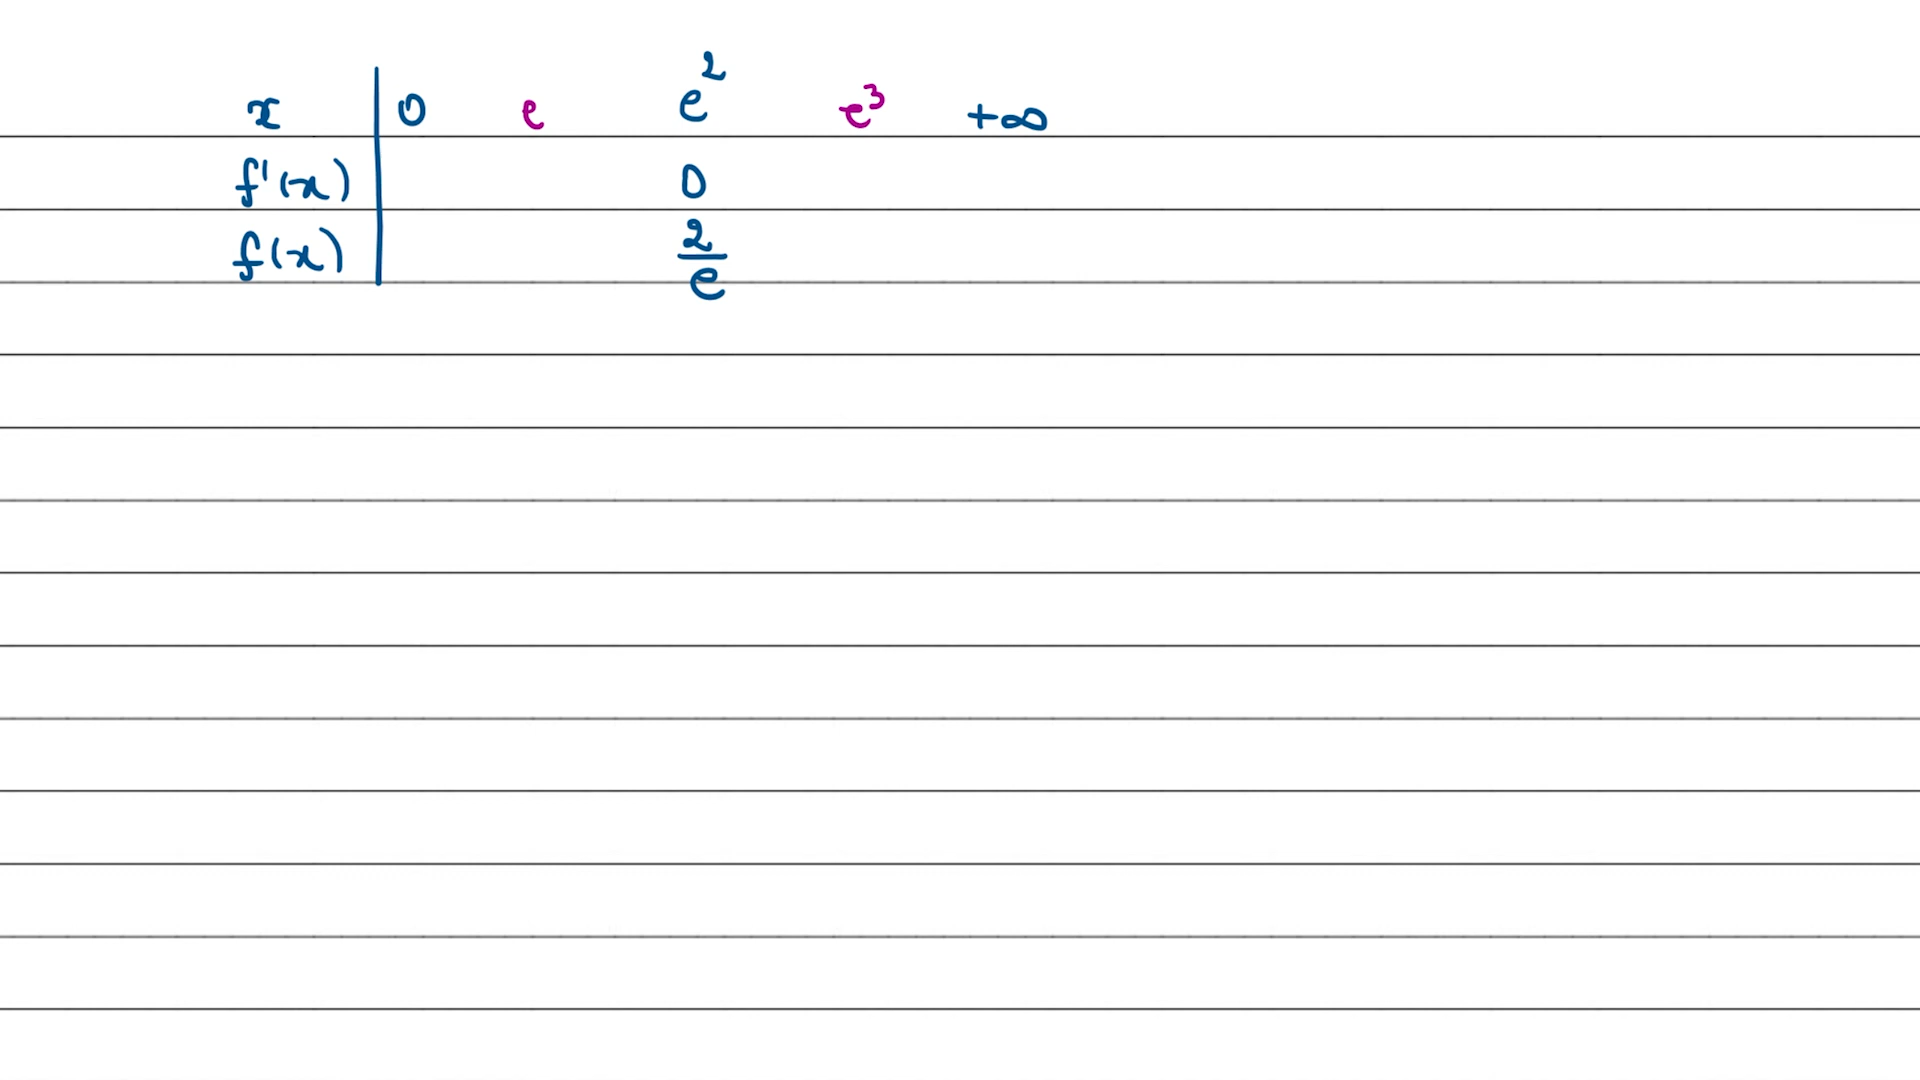 x | 0 e e² e³ +∞
f'(x) | 0
f(x) | 2/e